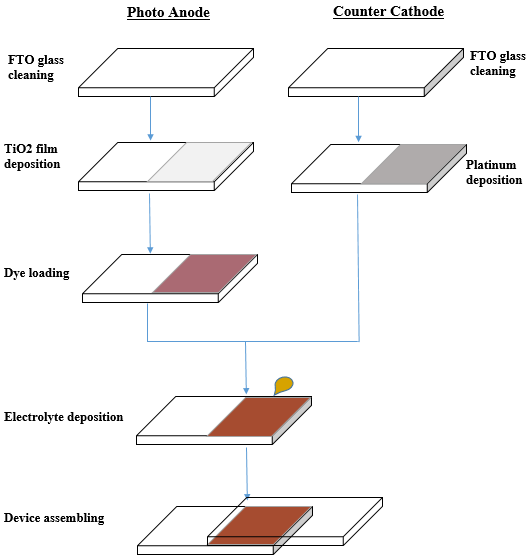 Photo Anode
Counter Cathode
FTO glass
cleaning
FTO glass
cleaning
TiO2 film
deposition
Platinum
deposition
Dye loading
Electrolyte deposition
Device assembling